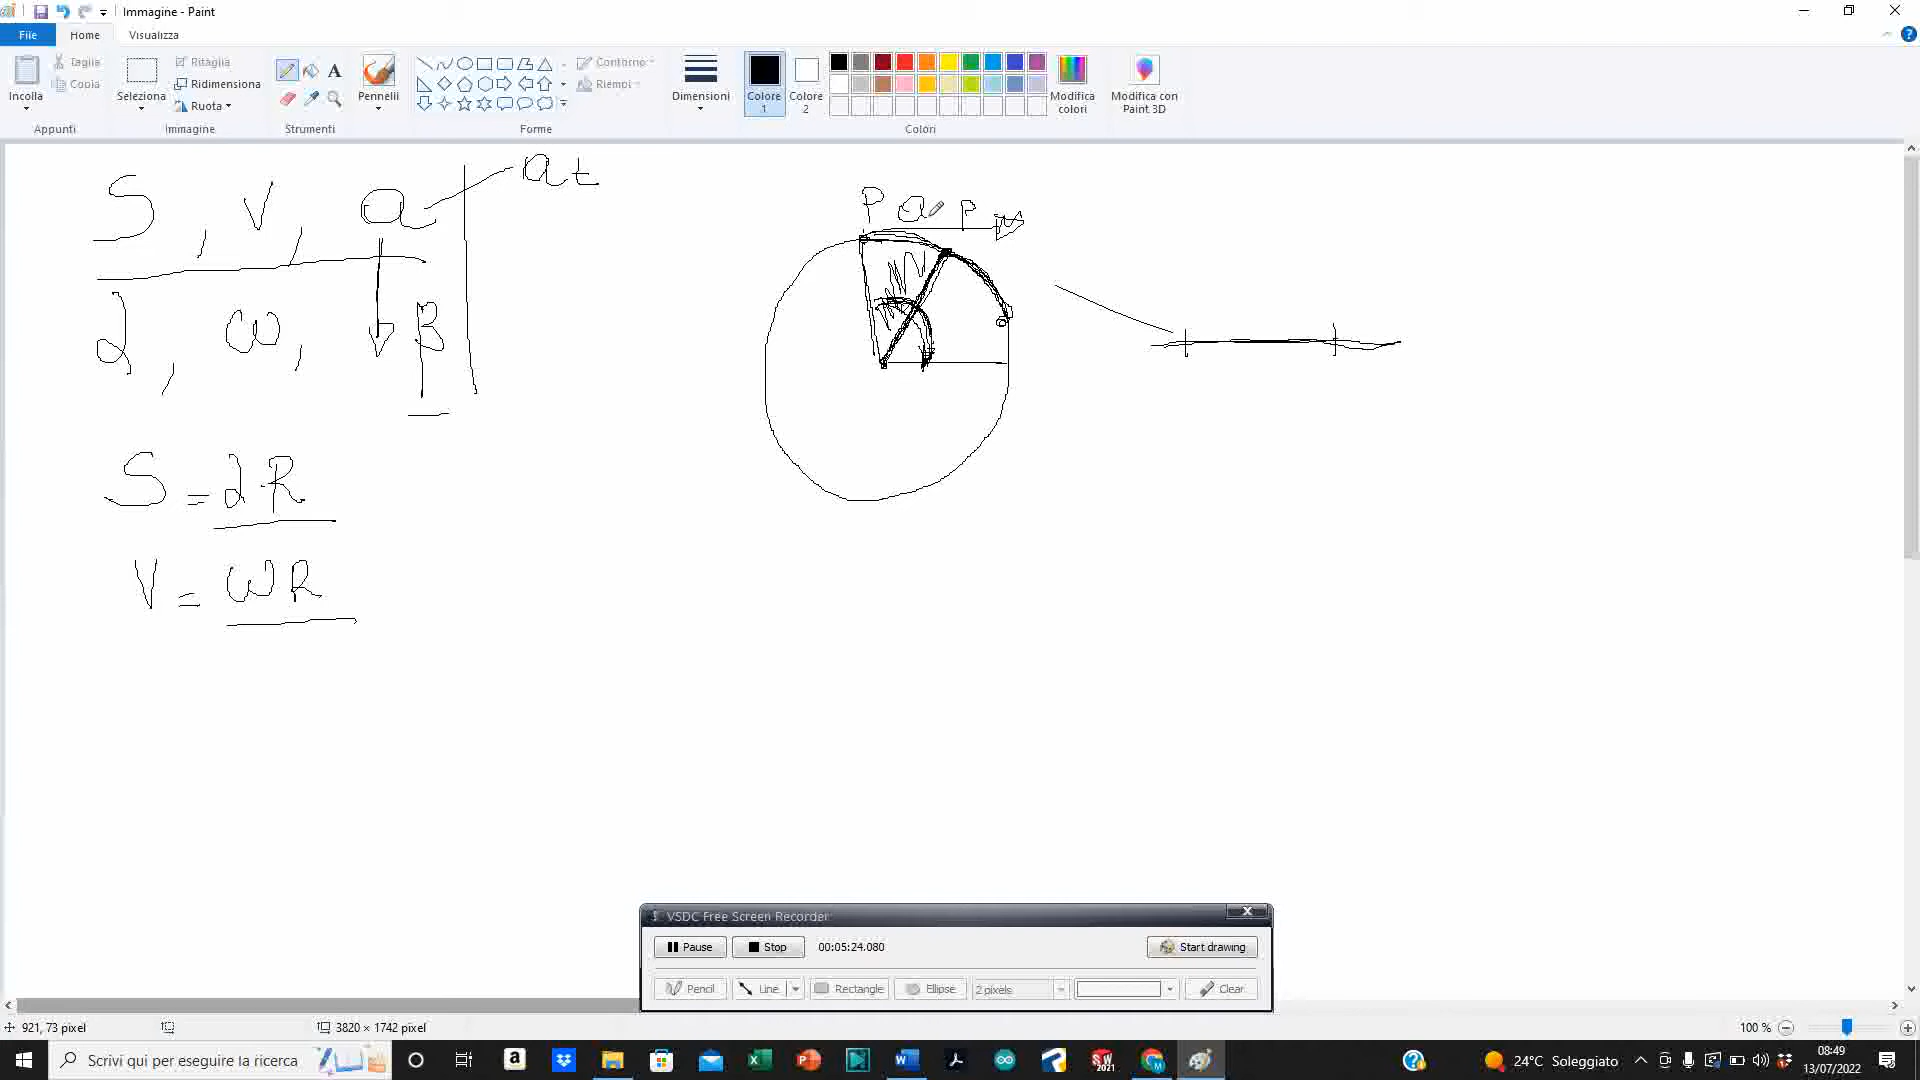 Immagine - Paint
File Home Visualizza
Incolla
Taglia
Copia
Appunti
Seleziona
Ritaglia
Ridimensiona
Ruota
Immagine
A
Strumenti
Pennelli
Forme
Contorno
Riempi
Dimensioni
Colore 1
Colore 2
Colori
Modifica colori
Modifica con Paint 3D
S, V, a
at
α, ω, β
S = αR
V = ωR
P a P
VSDC Free Screen Recorder
Pause Stop 00:05:24.080 Start drawing
Pencil Line Rectangle Ellipse 2 pixels Clear
921, 73 pixel 3820 × 1742 pixel 100 %
Scrivi qui per eseguire la ricerca
24°C Soleggiato
08:49
13/07/2022